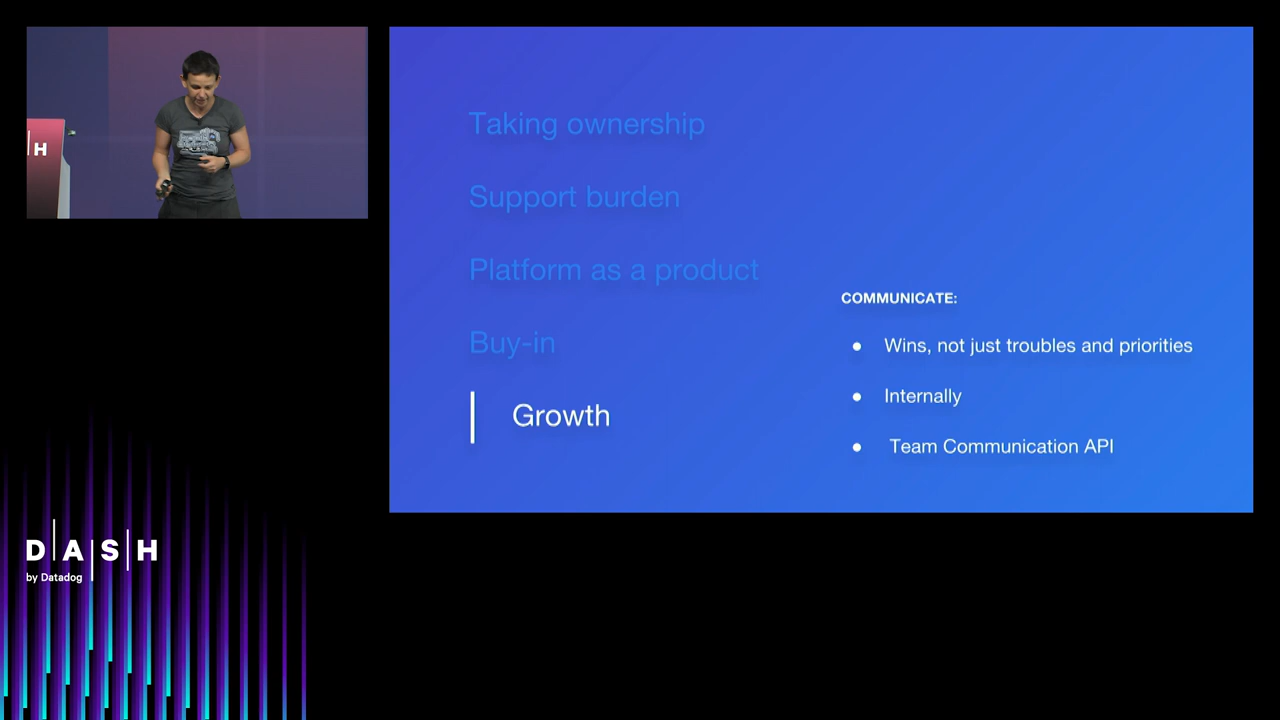 H
Taking ownership
Support burden
Platform as a product
Buy-in
Growth
COMMUNICATE:
● Wins, not just troubles and priorities
● Internally
● Team Communication API
D|A|S|H
by Datadog